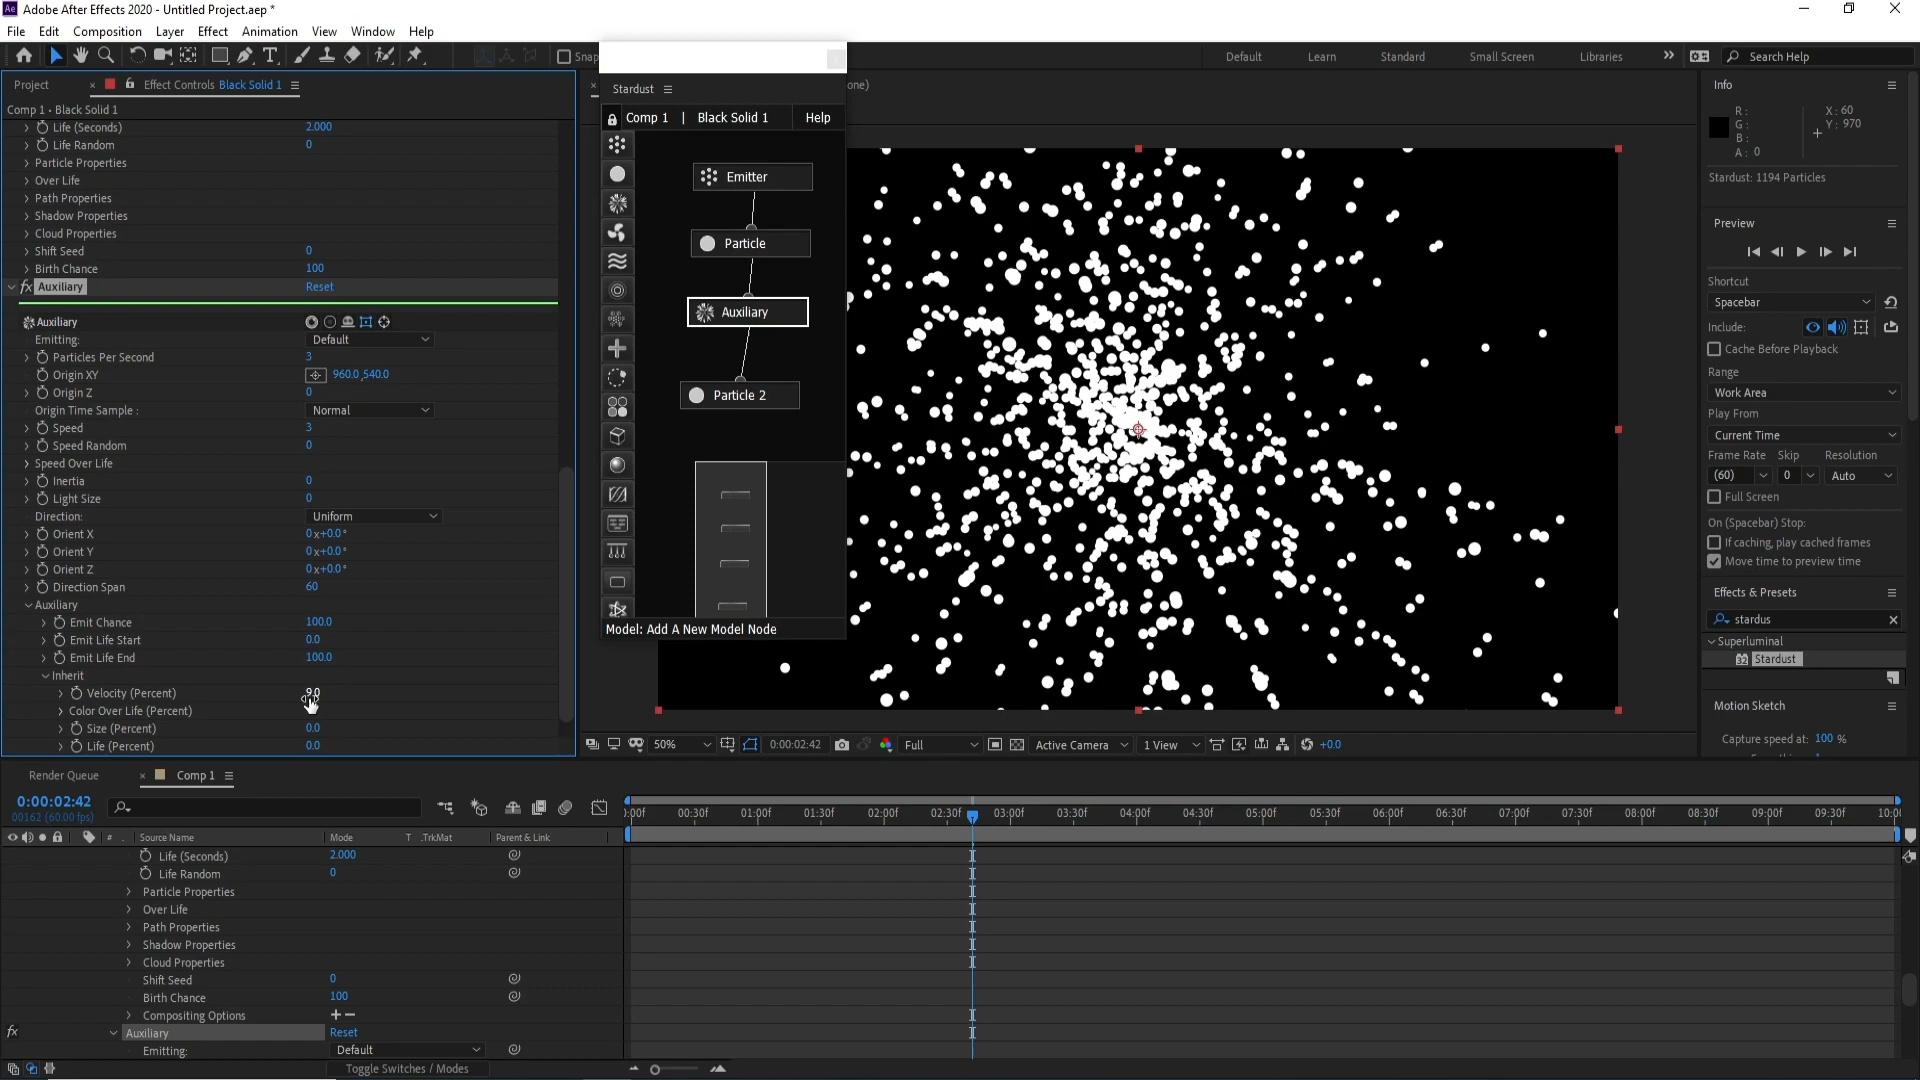 Adobe After Effects 2020 - Untitled Project.aep *
File Edit Composition Layer Effect Animation View Window Help
Snap
Default Learn Standard Small Screen Libraries Search Help
Project Effect Controls Black Solid 1
Comp 1 • Black Solid 1
Life (Seconds) 2.000
Life Random 0
Particle Properties
Over Life
Path Properties
Shadow Properties
Cloud Properties
Shift Seed 0
Birth Chance 100
fx Auxiliary Reset
Auxiliary
Emitting: Default
Particles Per Second 3
Origin XY 960.0,540.0
Origin Z 0
Origin Time Sample : Normal
Speed 3
Speed Random 0
Speed Over Life
Inertia 0
Light Size 0
Direction: Uniform
Orient X 0x+0.0°
Orient Y 0x+0.0°
Orient Z 0x+0.0°
Direction Span 60
Auxiliary
Emit Chance 100.0
Emit Life Start 0.0
Emit Life End 100.0
Inherit
Velocity (Percent) 9.0
Color Over Life (Percent)
Size (Percent) 0.0
Life (Percent) 0.0
Stardust
Comp 1 | Black Solid 1 Help
Emitter
Particle
Auxiliary
Particle 2
Model: Add A New Model Node
one)
50% 0:00:02:42 Full Active Camera 1 View +0.0
Info
R: X: 60
G: Y: 970
B:
A: 0
Stardust: 1194 Particles
Preview
Shortcut
Spacebar
Include:
Cache Before Playback
Range
Work Area
Play From
Current Time
Frame Rate Skip Resolution
(60) 0 Auto
Full Screen
On (Spacebar) Stop:
If caching, play cached frames
Move time to preview time
Effects & Presets
stardus
Superluminal
32 Stardust
Motion Sketch
Capture speed at: 100 %
Render Queue Comp 1
0:00:02:42
00162 (60.00 fps)
# Source Name Mode T .TrkMat Parent & Link
:00f 00:30f 01:00f 01:30f 02:00f 02:30f 03:00f 03:30f 04:00f 04:30f 05:00f 05:30f 06:00f 06:30f 07:00f 07:30f 08:00f 08:30f 09:00f 09:30f 10:00
Life (Seconds) 2.000
Life Random 0
Particle Properties
Over Life
Path Properties
Shadow Properties
Cloud Properties
Shift Seed 0
Birth Chance 100
Compositing Options + −
fx Auxiliary Reset
Emitting: Default
Toggle Switches / Modes